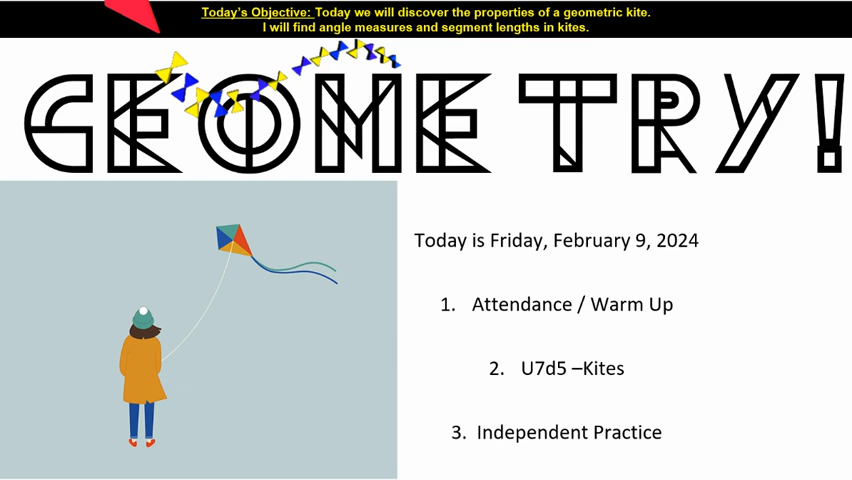 Today's Objective: Today we will discover the properties of a geometric kite.
I will find angle measures and segment lengths in kites.
GEOMETRY!
Today is Friday, February 9, 2024
1. Attendance / Warm Up
2. U7d5 –Kites
3. Independent Practice